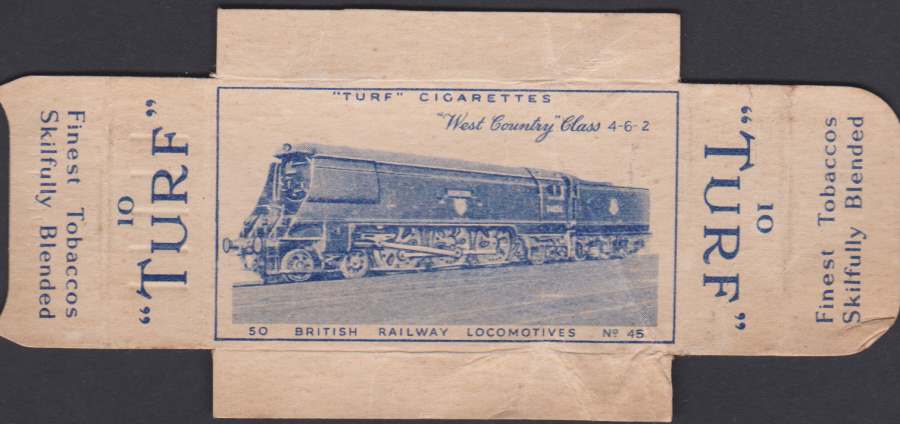 Finest Tobaccos
Skilfully Blended
"TURF"
10
"TURF" CIGARETTES
"West Country" Class 4-6-2
50 BRITISH RAILWAY LOCOMOTIVES Nº 45
"TURF"
10
Finest Tobaccos
Skilfully Blended